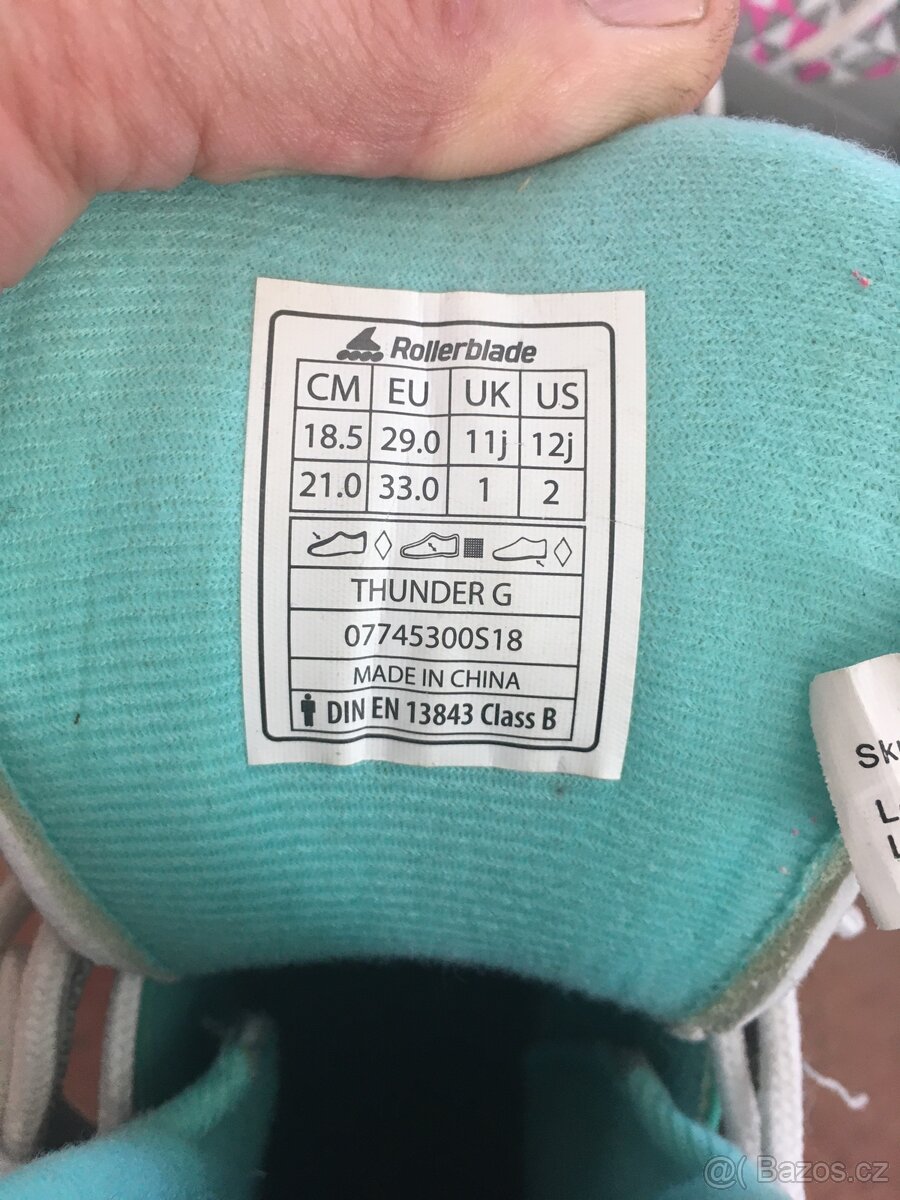 Rollerblade
CM EU UK US
18.5 29.0 11j 12j
21.0 33.0 1 2
THUNDER G
07745300S18
MADE IN CHINA
DIN EN 13843 Class B
@( Bazos.cz